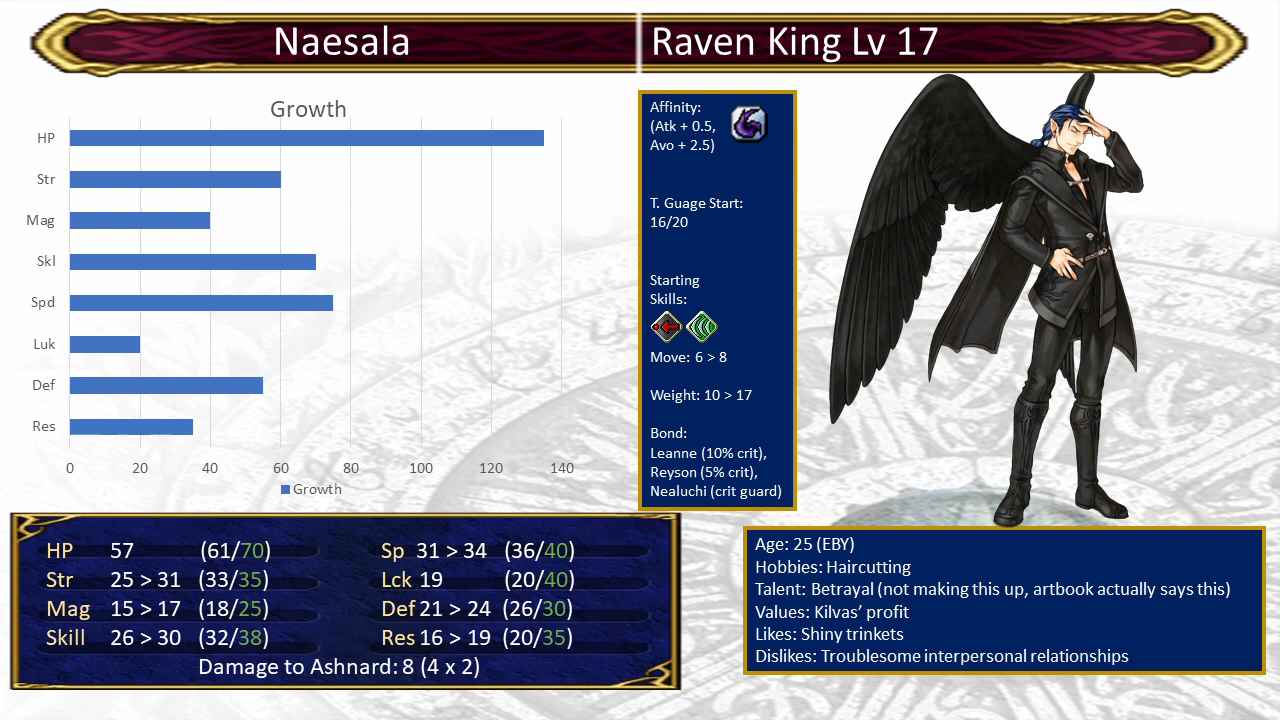 Naesala
Raven King Lv 17
Growth
HP
Str
Mag
Skl
Spd
Luk
Def
Res
0 20 40 60 80 100 120 140
Growth
Affinity:
(Atk + 0.5,
Avo + 2.5)
T. Guage Start:
16/20
Starting
Skills:
Move: 6 > 8
Weight: 10 > 17
Bond:
Leanne (10% crit),
Reyson (5% crit),
Nealuchi (crit guard)
HP 57 (61/70) Sp 31 > 34 (36/40)
Str 25 > 31 (33/35) Lck 19 (20/40)
Mag 15 > 17 (18/25) Def 21 > 24 (26/30)
Skill 26 > 30 (32/38) Res 16 > 19 (20/35)
Damage to Ashnard: 8 (4 x 2)
Age: 25 (EBY)
Hobbies: Haircutting
Talent: Betrayal (not making this up, artbook actually says this)
Values: Kilvas’ profit
Likes: Shiny trinkets
Dislikes: Troublesome interpersonal relationships